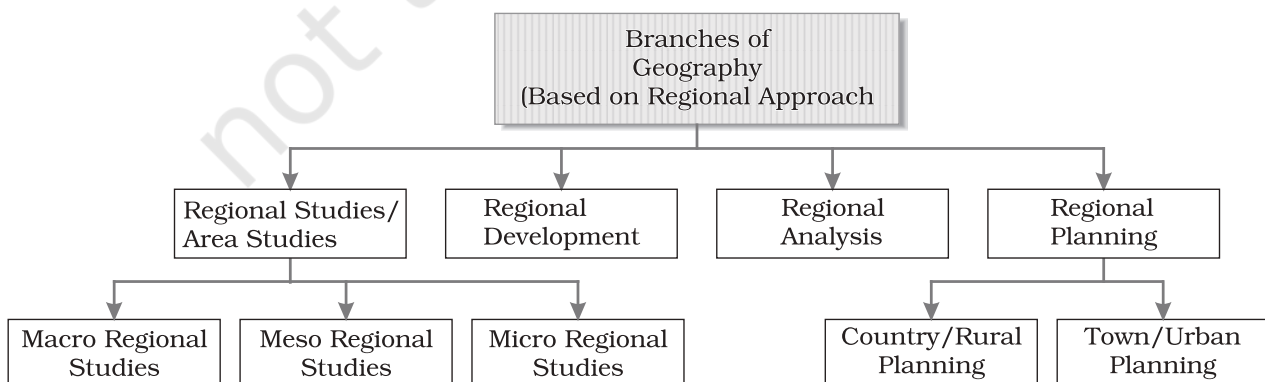 not
Branches of
Geography
(Based on Regional Approach
Regional Studies/
Area Studies
Regional
Development
Regional
Analysis
Regional
Planning
Macro Regional
Studies
Meso Regional
Studies
Micro Regional
Studies
Country/Rural
Planning
Town/Urban
Planning